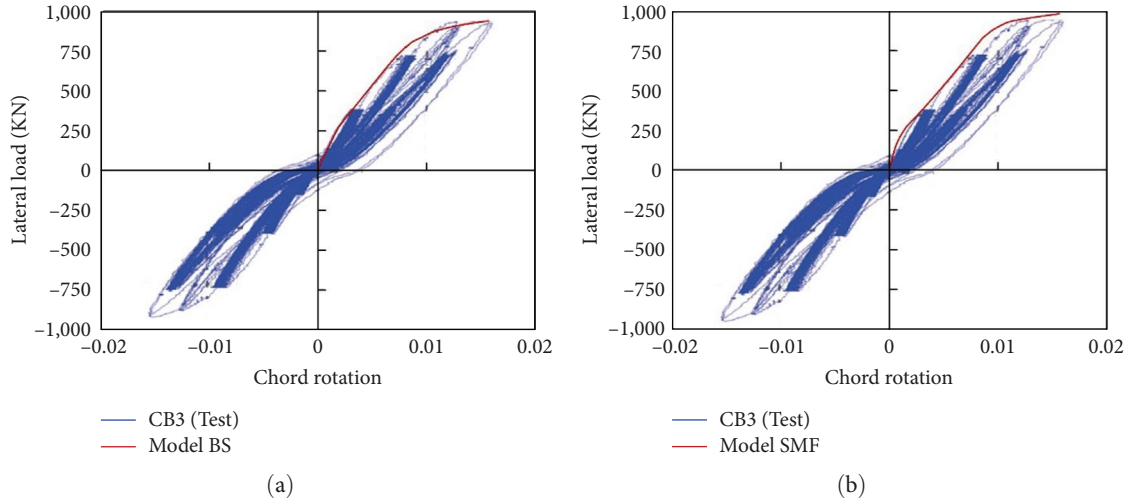 1,000
750
500
250
0
−250
−500
−750
−1,000
Lateral load (KN)
−0.02
−0.01
0
0.01
0.02
Chord rotation
CB3 (Test)
Model BS
(a)
1,000
750
500
250
0
−250
−500
−750
−1,000
Lateral load (KN)
−0.02
−0.01
0
0.01
0.02
Chord rotation
CB3 (Test)
Model SMF
(b)